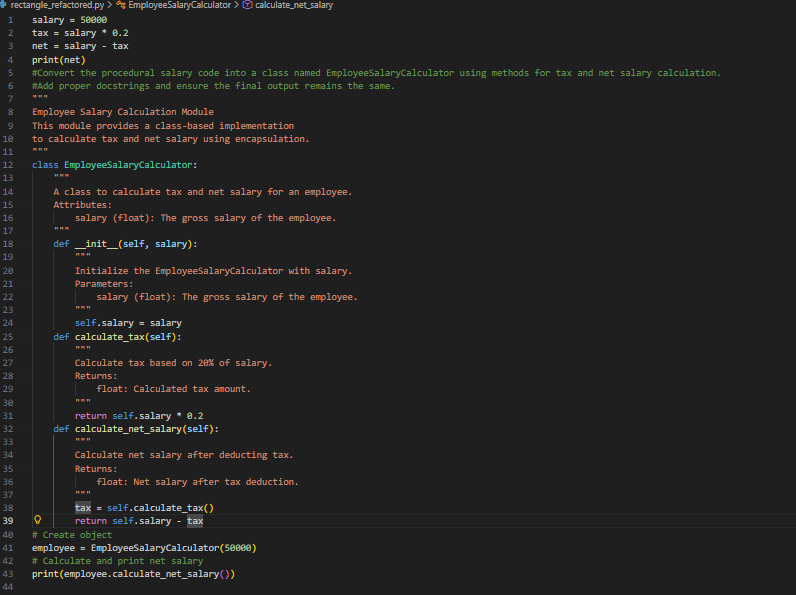 rectangle_refactored.py > EmployeeSalaryCalculator > calculate_net_salary
1 salary = 50000
2 tax = salary * 0.2
3 net = salary - tax
4 print(net)
5 #Convert the procedural salary code into a class named EmployeeSalaryCalculator using methods for tax and net salary calculation.
6 #Add proper docstrings and ensure the final output remains the same.
7 """
8 Employee Salary Calculation Module
9 This module provides a class-based implementation
10 to calculate tax and net salary using encapsulation.
11 """
12 class EmployeeSalaryCalculator:
13     """
14     A class to calculate tax and net salary for an employee.
15     Attributes:
16         salary (float): The gross salary of the employee.
17     """
18     def __init__(self, salary):
19         """
20         Initialize the EmployeeSalaryCalculator with salary.
21         Parameters:
22             salary (float): The gross salary of the employee.
23         """
24         self.salary = salary
25     def calculate_tax(self):
26         """
27         Calculate tax based on 20% of salary.
28         Returns:
29             float: Calculated tax amount.
30         """
31         return self.salary * 0.2
32     def calculate_net_salary(self):
33         """
34         Calculate net salary after deducting tax.
35         Returns:
36             float: Net salary after tax deduction.
37         """
38         tax = self.calculate_tax()
39         return self.salary - tax
40 # Create object
41 employee = EmployeeSalaryCalculator(50000)
42 # Calculate and print net salary
43 print(employee.calculate_net_salary())
44